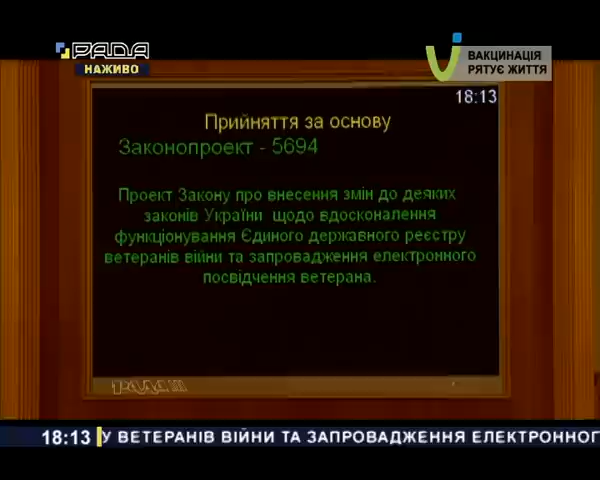 РАДА
НАЖИВО
ВАКЦИНАЦІЯ
РЯТУЄ ЖИТТЯ
18:13
Прийняття за основу
Законопроект - 5694
Проект Закону про внесення змін до деяких
законів України щодо вдосконалення
функціонування Єдиного державного реєстру
ветеранів війни та запровадження електронного
посвідчення ветерана.
РАДА
18:13 У ВЕТЕРАНІВ ВІЙНИ ТА ЗАПРОВАДЖЕННЯ ЕЛЕКТРОННОГ